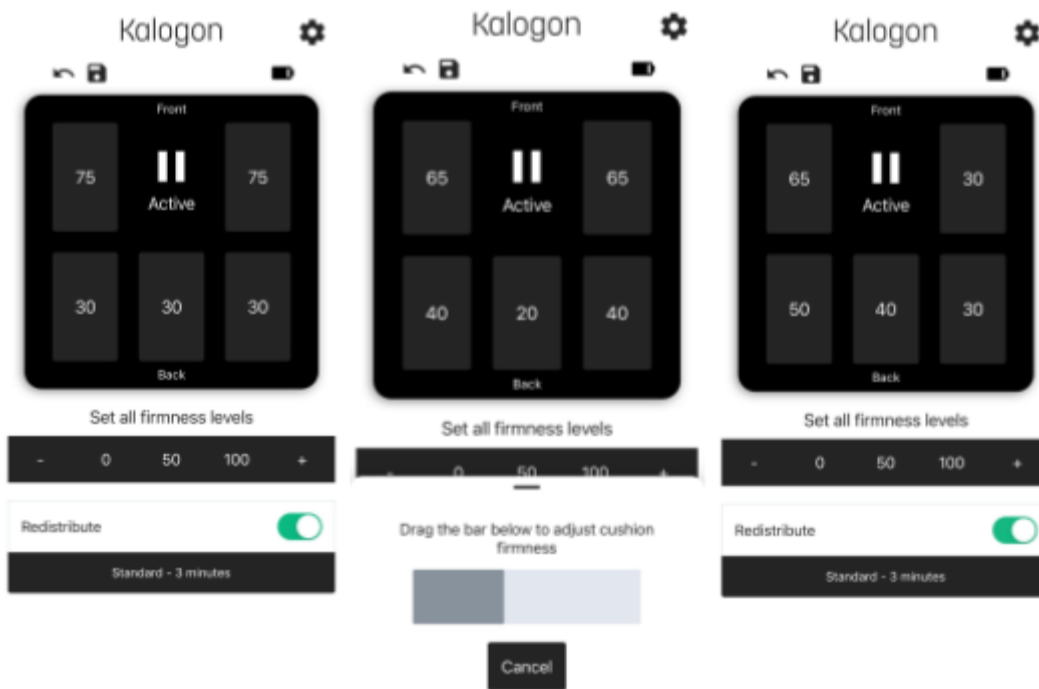 Kalogon
Front
75 75
Active
30 30 30
Back
Set all firmness levels
- 0 50 100 +
Redistribute
Standard - 3 minutes
Kalogon
Front
65 65
Active
40 20 40
Back
Set all firmness levels
- 0 50 100 +
Drag the bar below to adjust cushion
firmness
Cancel
Kalogon
Front
65 30
Active
50 40 30
Back
Set all firmness levels
- 0 50 100 +
Redistribute
Standard - 3 minutes